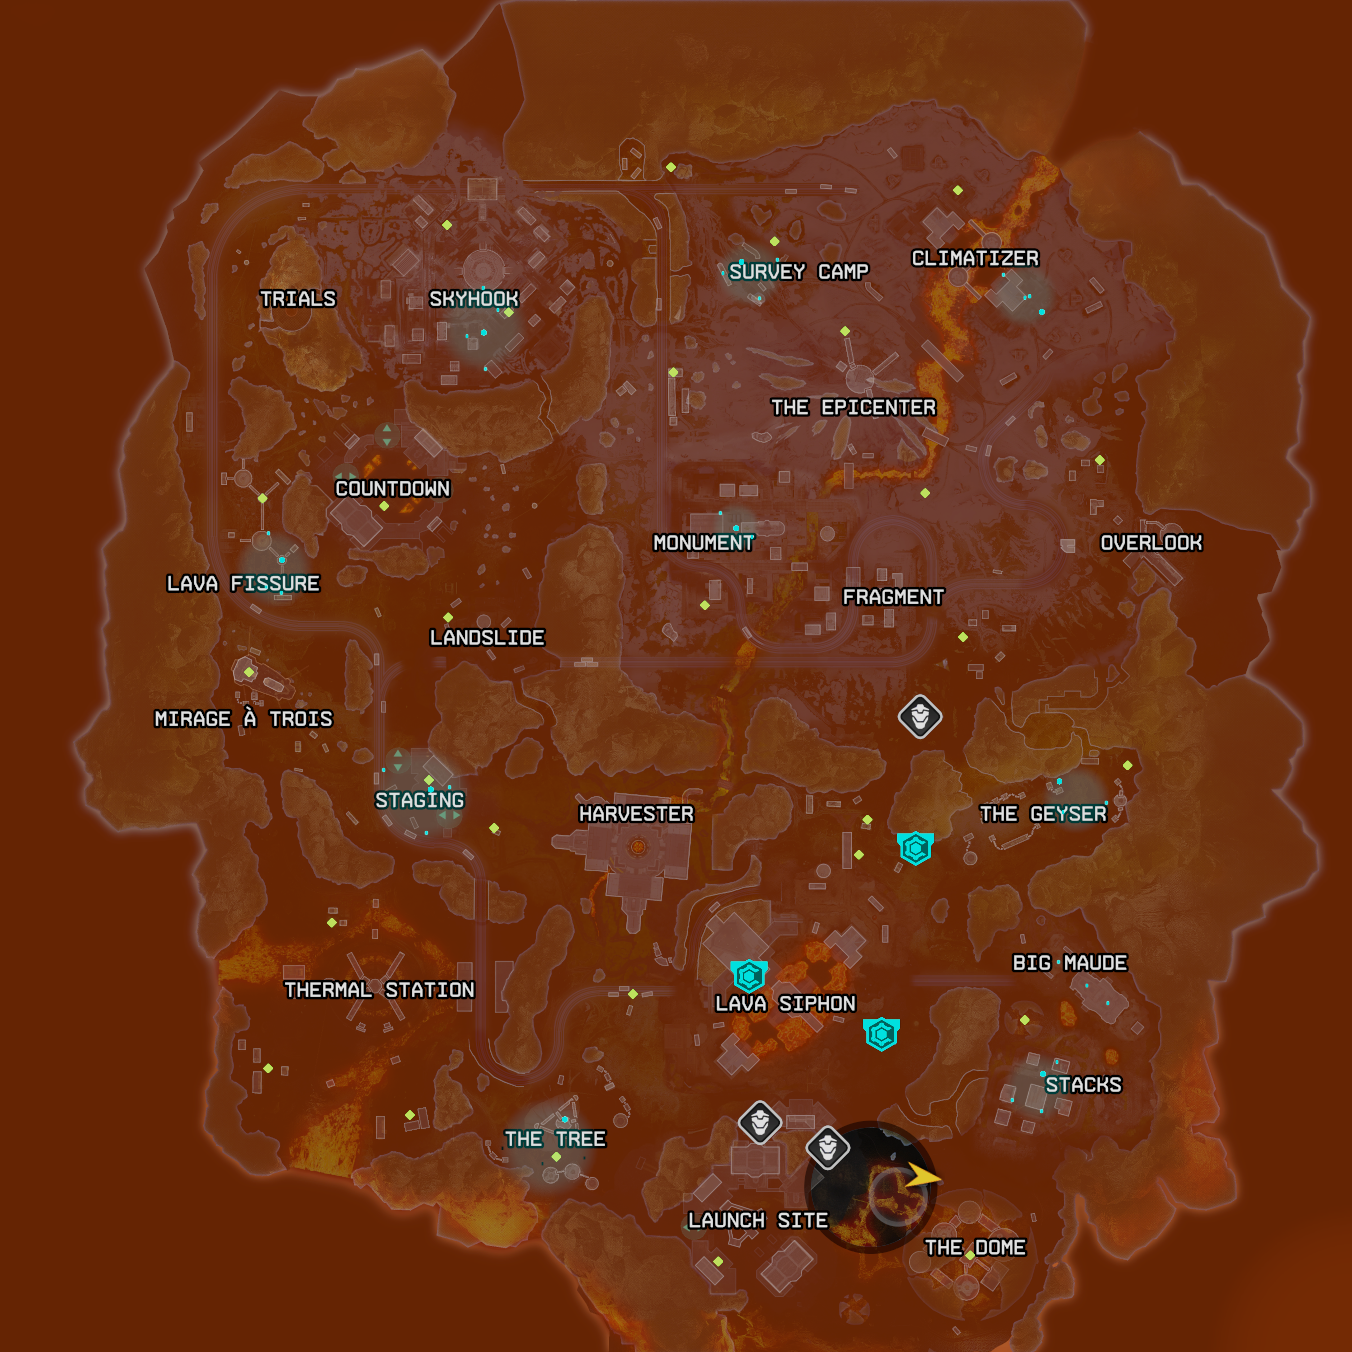 CLIMATIZER
SURVEY CAMP
TRIALS
SKYHOOK
THE EPICENTER
COUNTDOWN
MONUMENT
OVERLOOK
LAVA FISSURE
FRAGMENT
LANDSLIDE
MIRAGE À TROIS
STAGING
HARVESTER
THE GEYSER
BIG MAUDE
THERMAL STATION
LAVA SIPHON
STACKS
THE TREE
LAUNCH SITE
THE DOME